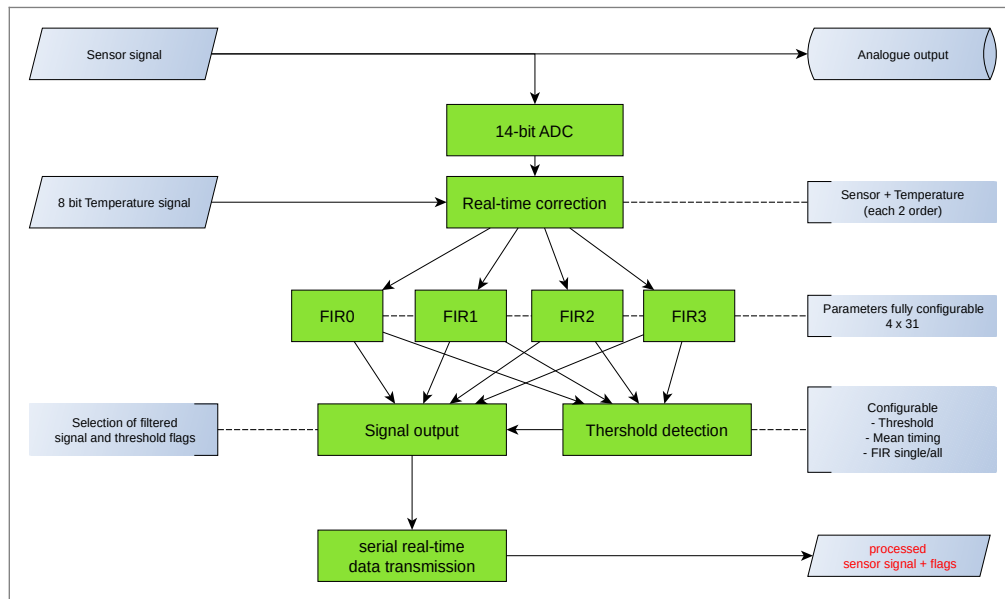 Sensor signal
Analogue output
14-bit ADC
8 bit Temperature signal
Real-time correction
Sensor + Temperature
(each 2 order)
FIR0
FIR1
FIR2
FIR3
Parameters fully configurable
4 x 31
Selection of filtered
signal and threshold flags
Signal output
Thershold detection
Configurable
- Threshold
- Mean timing
- FIR single/all
serial real-time
data transmission
processed
sensor signal + flags